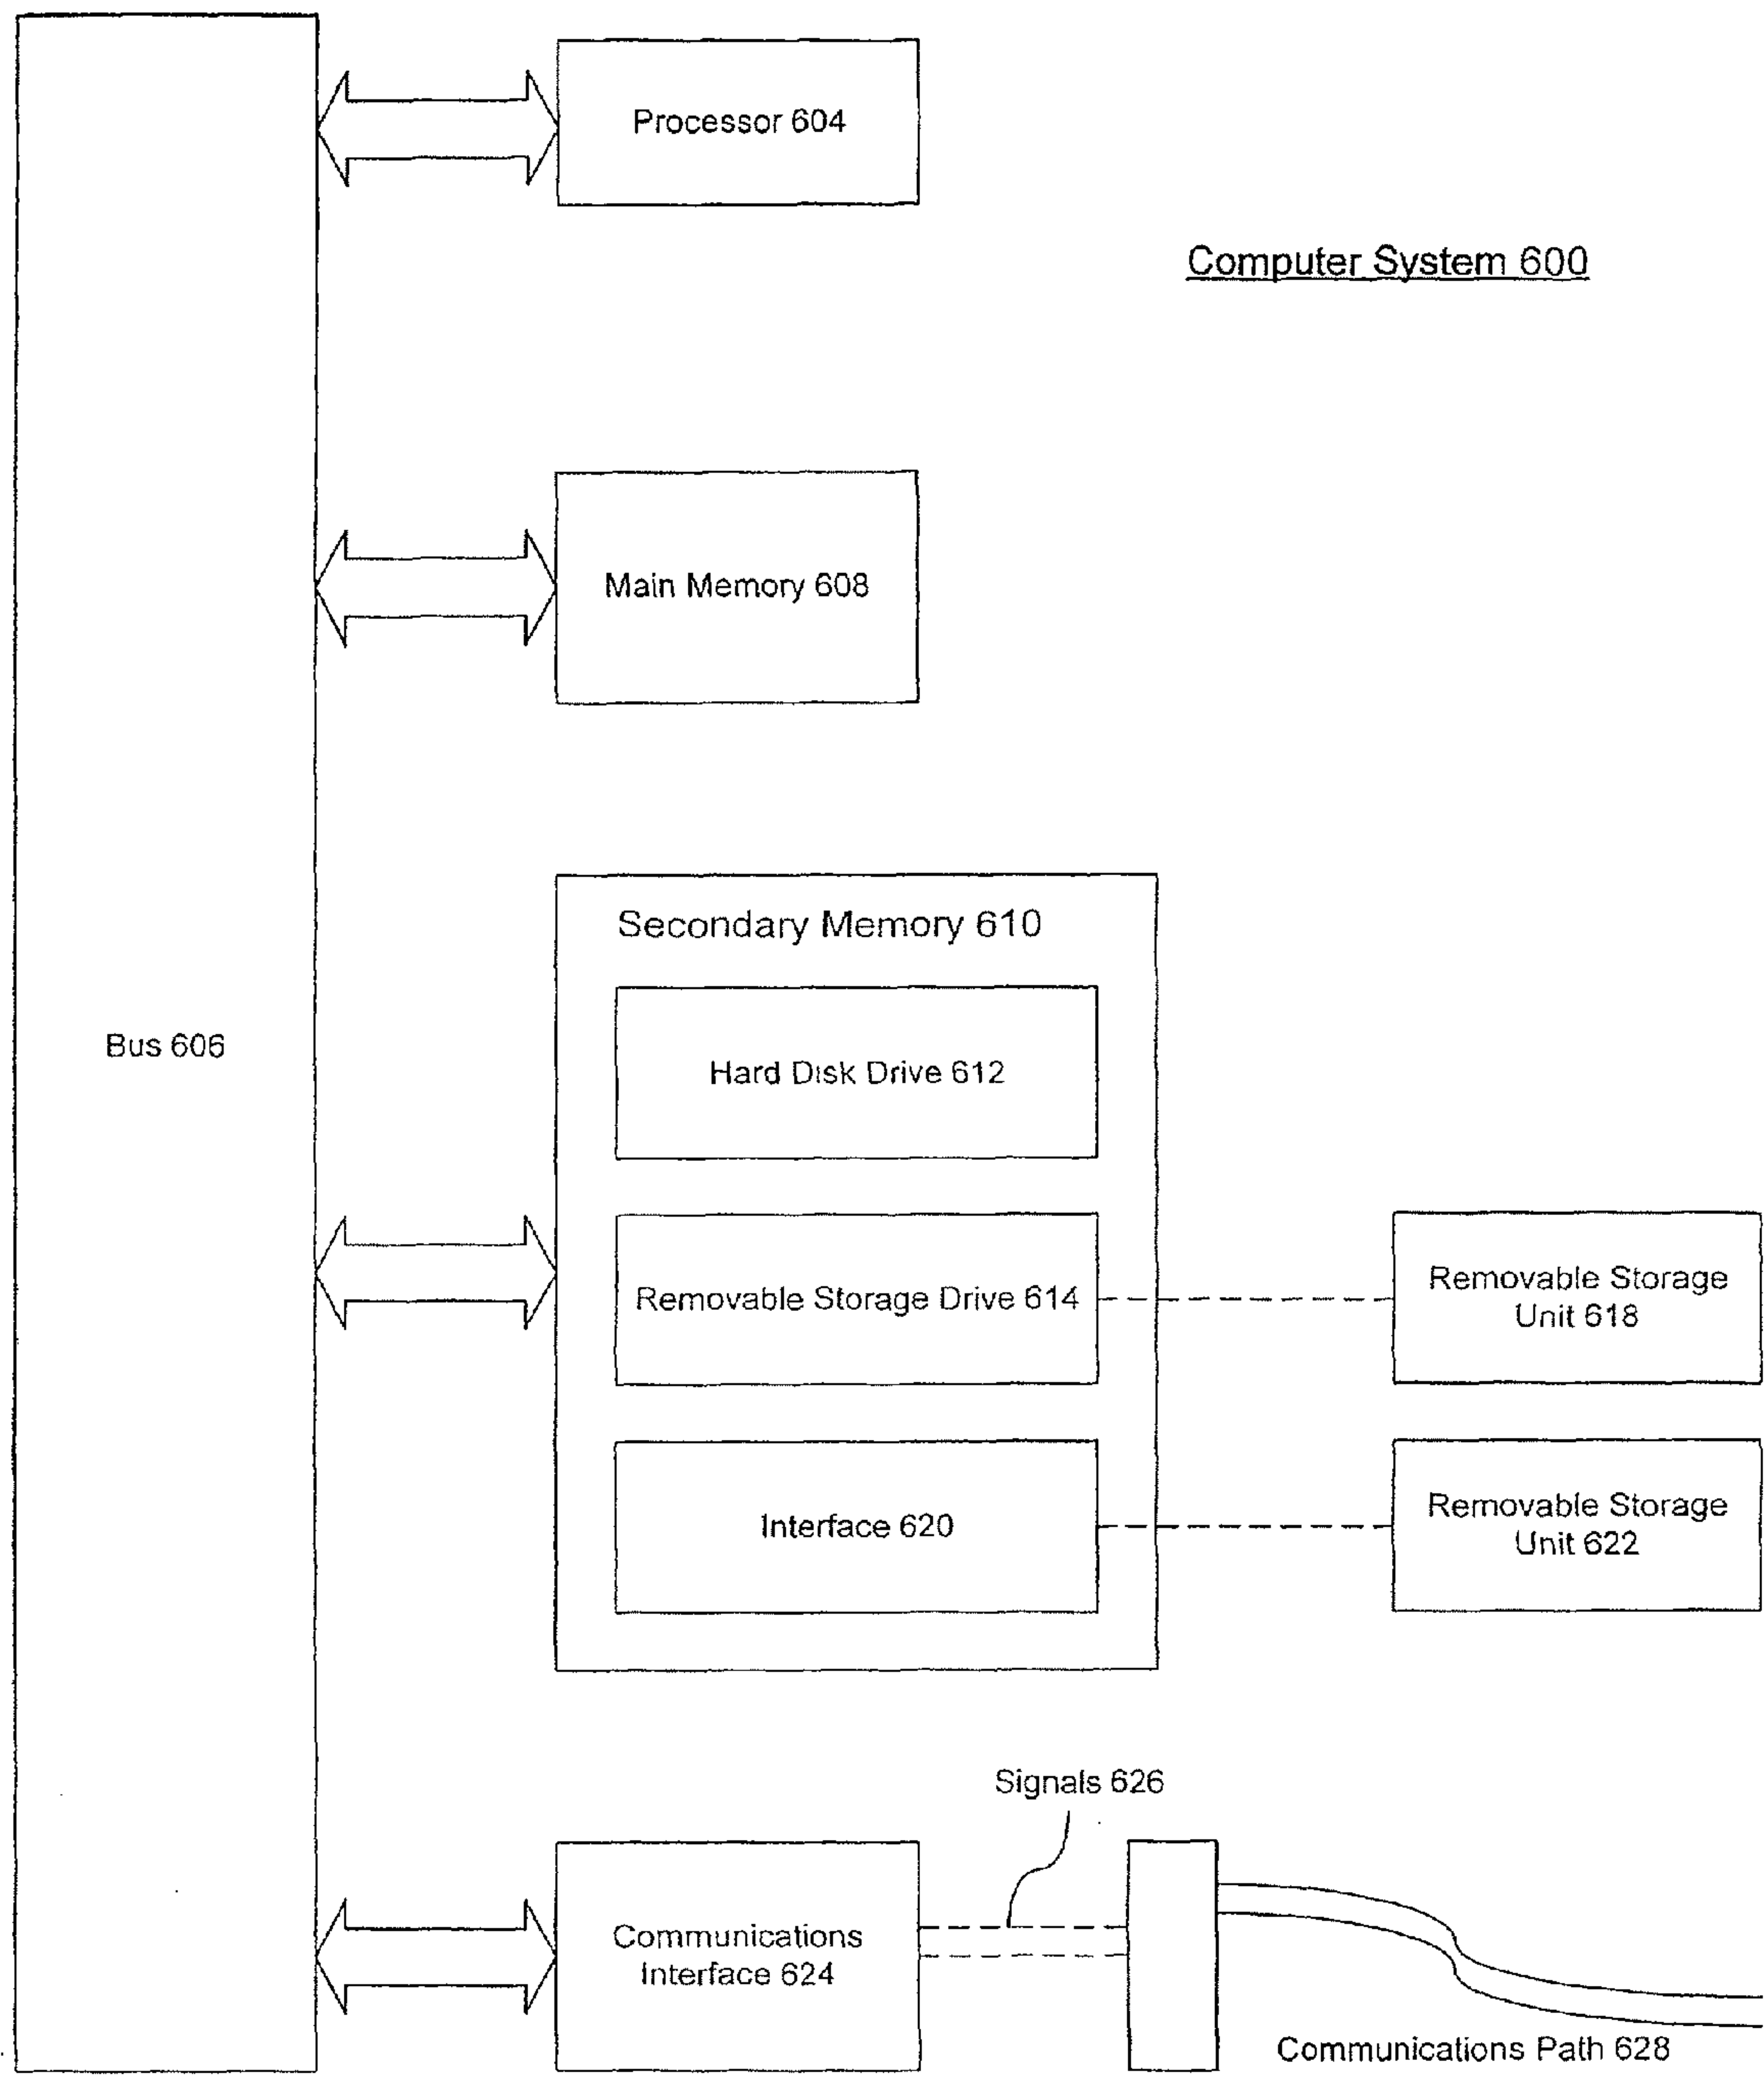 Processor 604
Computer System 600
Main Memory 608
Secondary Memory 610
Bus 606
Hard Disk Drive 612
Removable Storage Drive 614
Removable Storage
Unit 618
Interface 620
Removable Storage
Unit 622
Signals 626
Communications
Interface 624
Communications Path 628